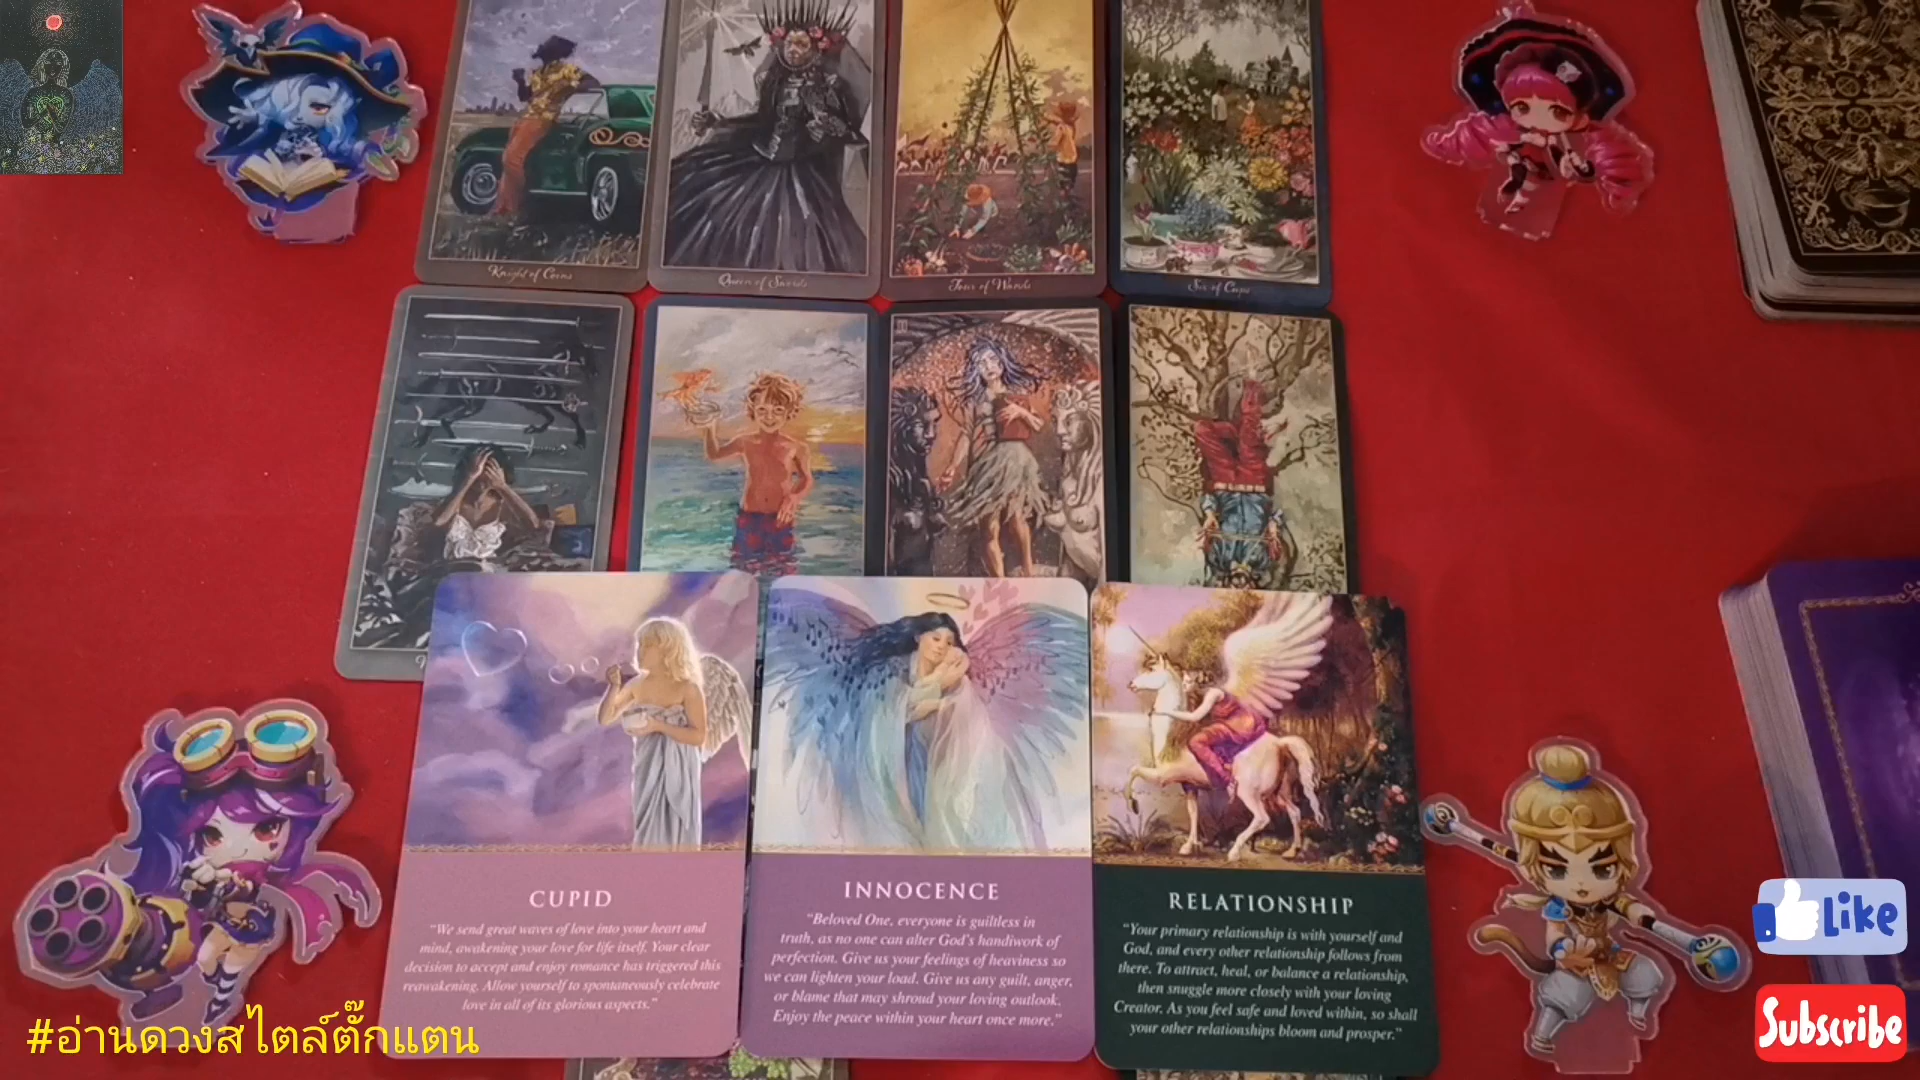 Knight of Coins
Queen of Swords
Four of Wands
Six of Cups
III
CUPID
"We send great waves of love into your heart and
mind, awakening your love for life itself. Your clear
decision to accept and enjoy romance has triggered this
reawakening. Allow yourself to spontaneously celebrate
love in all of its glorious aspects."
INNOCENCE
"Beloved One, everyone is guiltless in
truth, as no one can alter God's handiwork of
perfection. Give us your feelings of heaviness so
we can lighten your load. Give us any guilt, anger,
or blame that may shroud your loving outlook.
Enjoy the peace within your heart once more."
RELATIONSHIP
"Your primary relationship is with yourself and
God, and every other relationship follows from
there. To attract, heal, or balance a relationship,
then snuggle more closely with your loving
Creator. As you feel safe and loved within, so shall
your other relationships bloom and prosper."
Like
Subscribe
#อ่านดวงสไตล์ตั๊กแตน